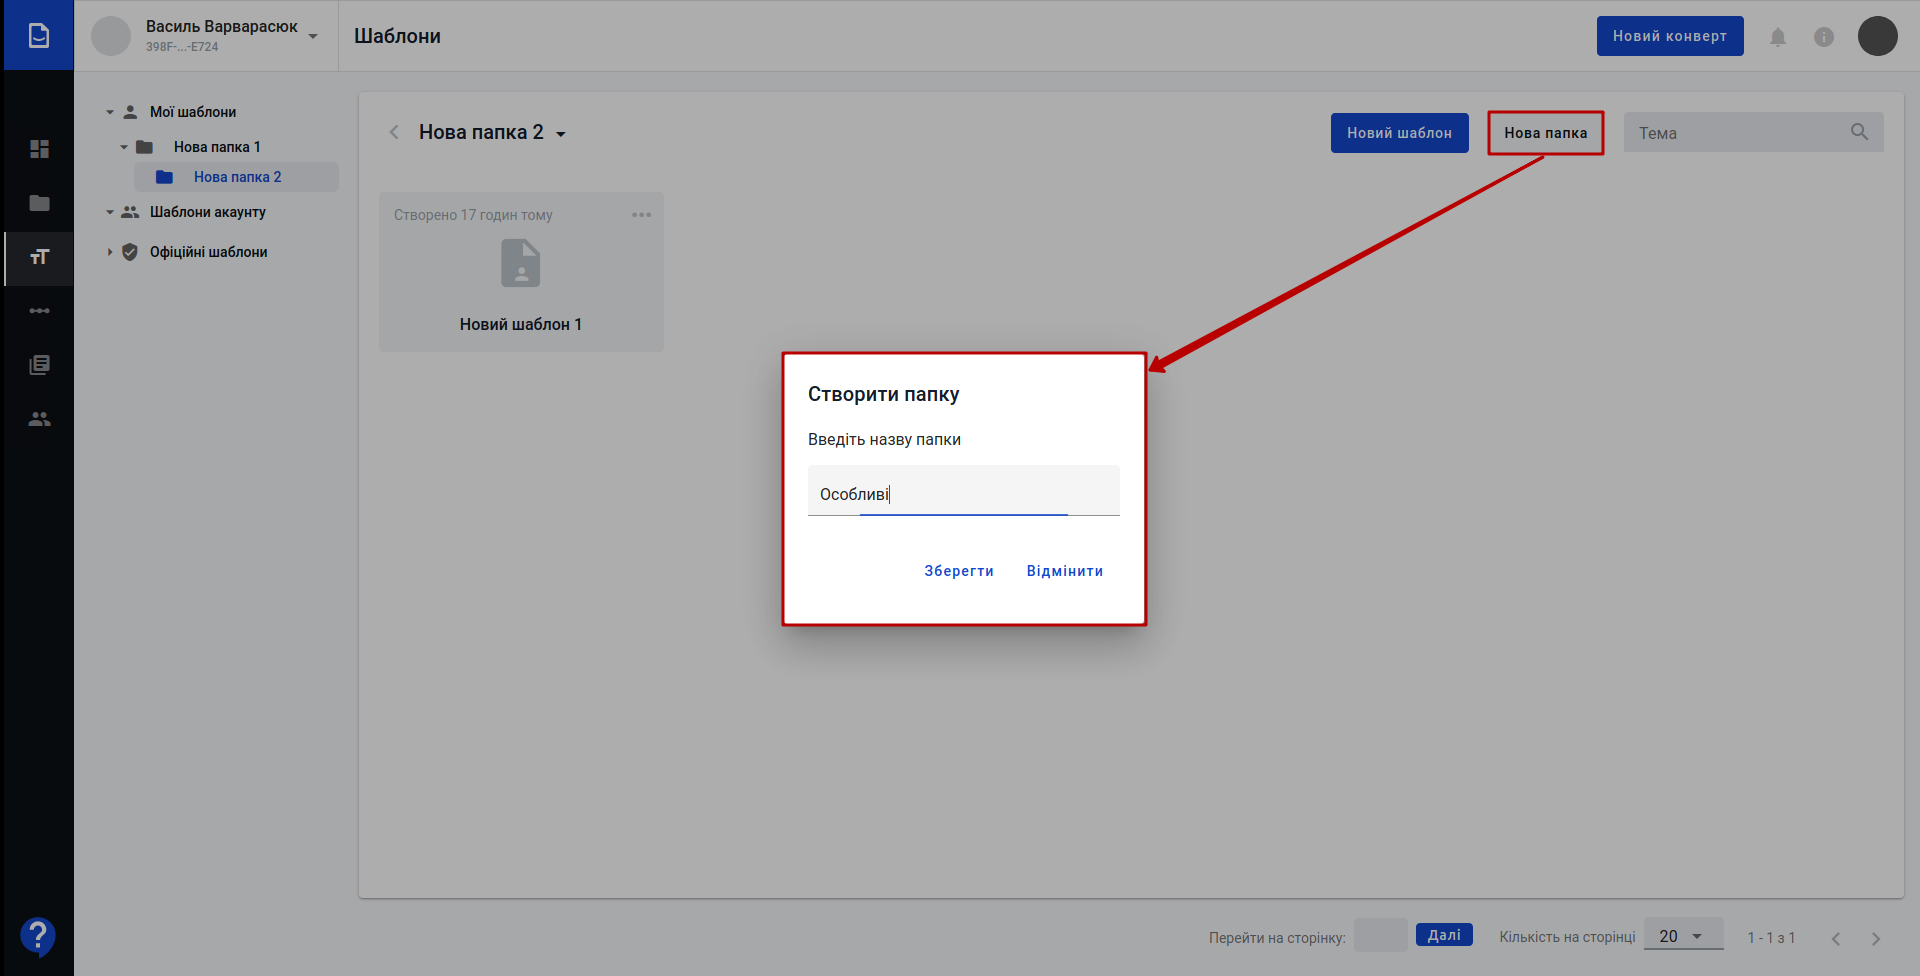 Василь Варварасюк
398F-...-E724
Шаблони
Новий конверт
Мої шаблони
Нова папка 1
Нова папка 2
Шаблони акаунту
Офіційні шаблони
Нова папка 2
Новий шаблон
Нова папка
Тема
Створено 17 годин тому
Новий шаблон 1
Створити папку
Введіть назву папки
Особливі
Зберегти
Відмінити
Перейти на сторінку:
Далі
Кількість на сторінці
20
1 - 1 з 1